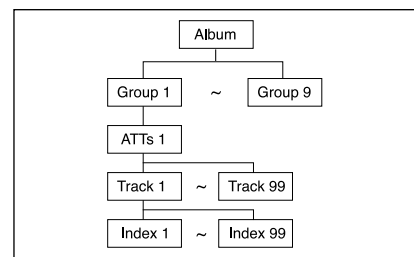 Album
Group 1 ~ Group 9
ATTs 1
Track 1 ~ Track 99
Index 1 ~ Index 99